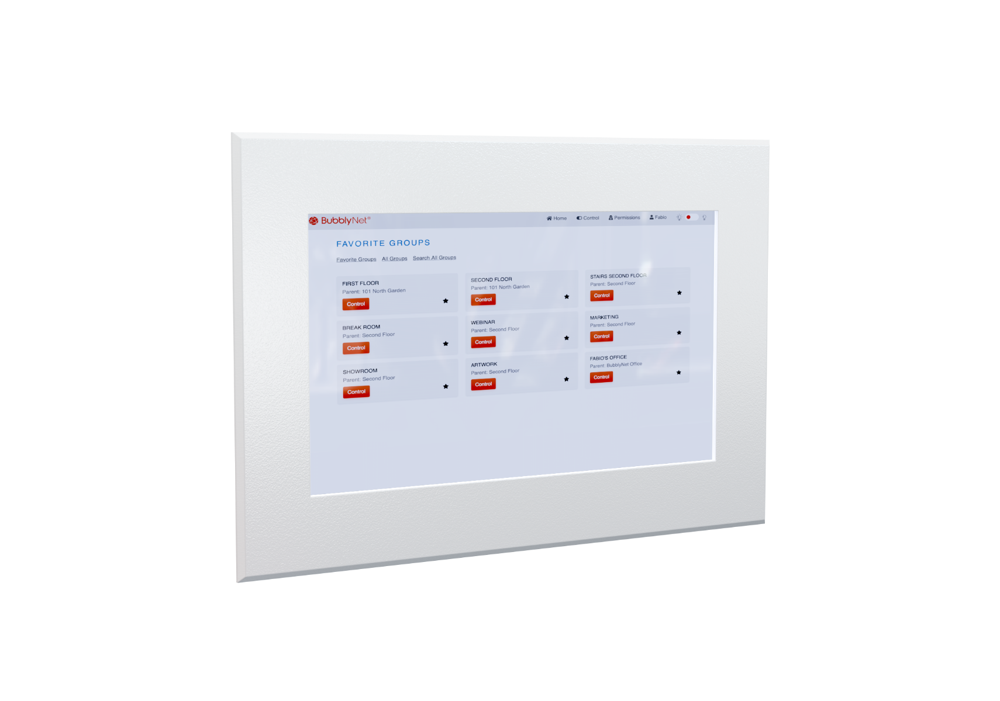 BubblyNet®
Home Control Permissions Fabio
FAVORITE GROUPS
Favorite Groups All Groups Search All Groups
FIRST FLOOR
Parent: 101 North Garden
Control
SECOND FLOOR
Parent: 101 North Garden
Control
STAIRS SECOND FLOOR
Parent: Second Floor
Control
BREAK ROOM
Parent: Second Floor
Control
WEBINAR
Parent: Second Floor
Control
MARKETING
Parent: Second Floor
Control
SHOWROOM
Parent: Second Floor
Control
ARTWORK
Parent: Second Floor
Control
FABIO'S OFFICE
Parent: BubblyNet Office
Control